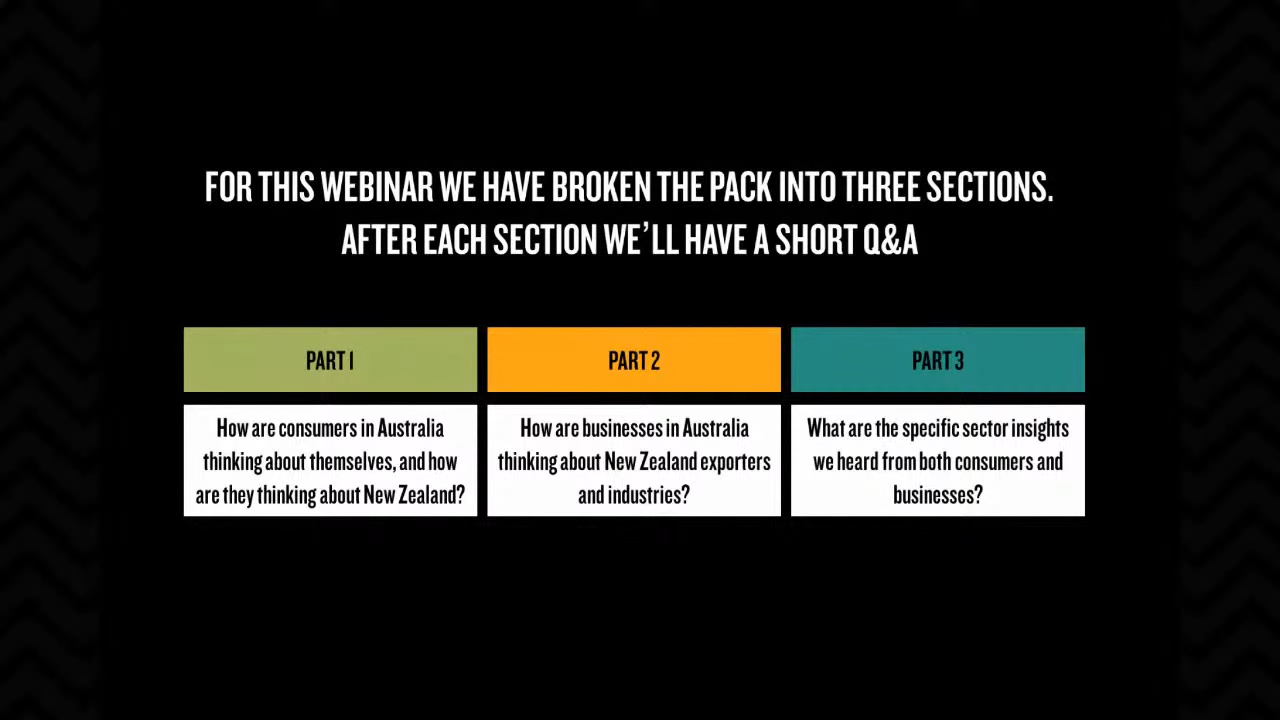 FOR THIS WEBINAR WE HAVE BROKEN THE PACK INTO THREE SECTIONS.
AFTER EACH SECTION WE'LL HAVE A SHORT Q&A
PART 1
How are consumers in Australia
thinking about themselves, and how
are they thinking about New Zealand?
PART 2
How are businesses in Australia
thinking about New Zealand exporters
and industries?
PART 3
What are the specific sector insights
we heard from both consumers and
businesses?